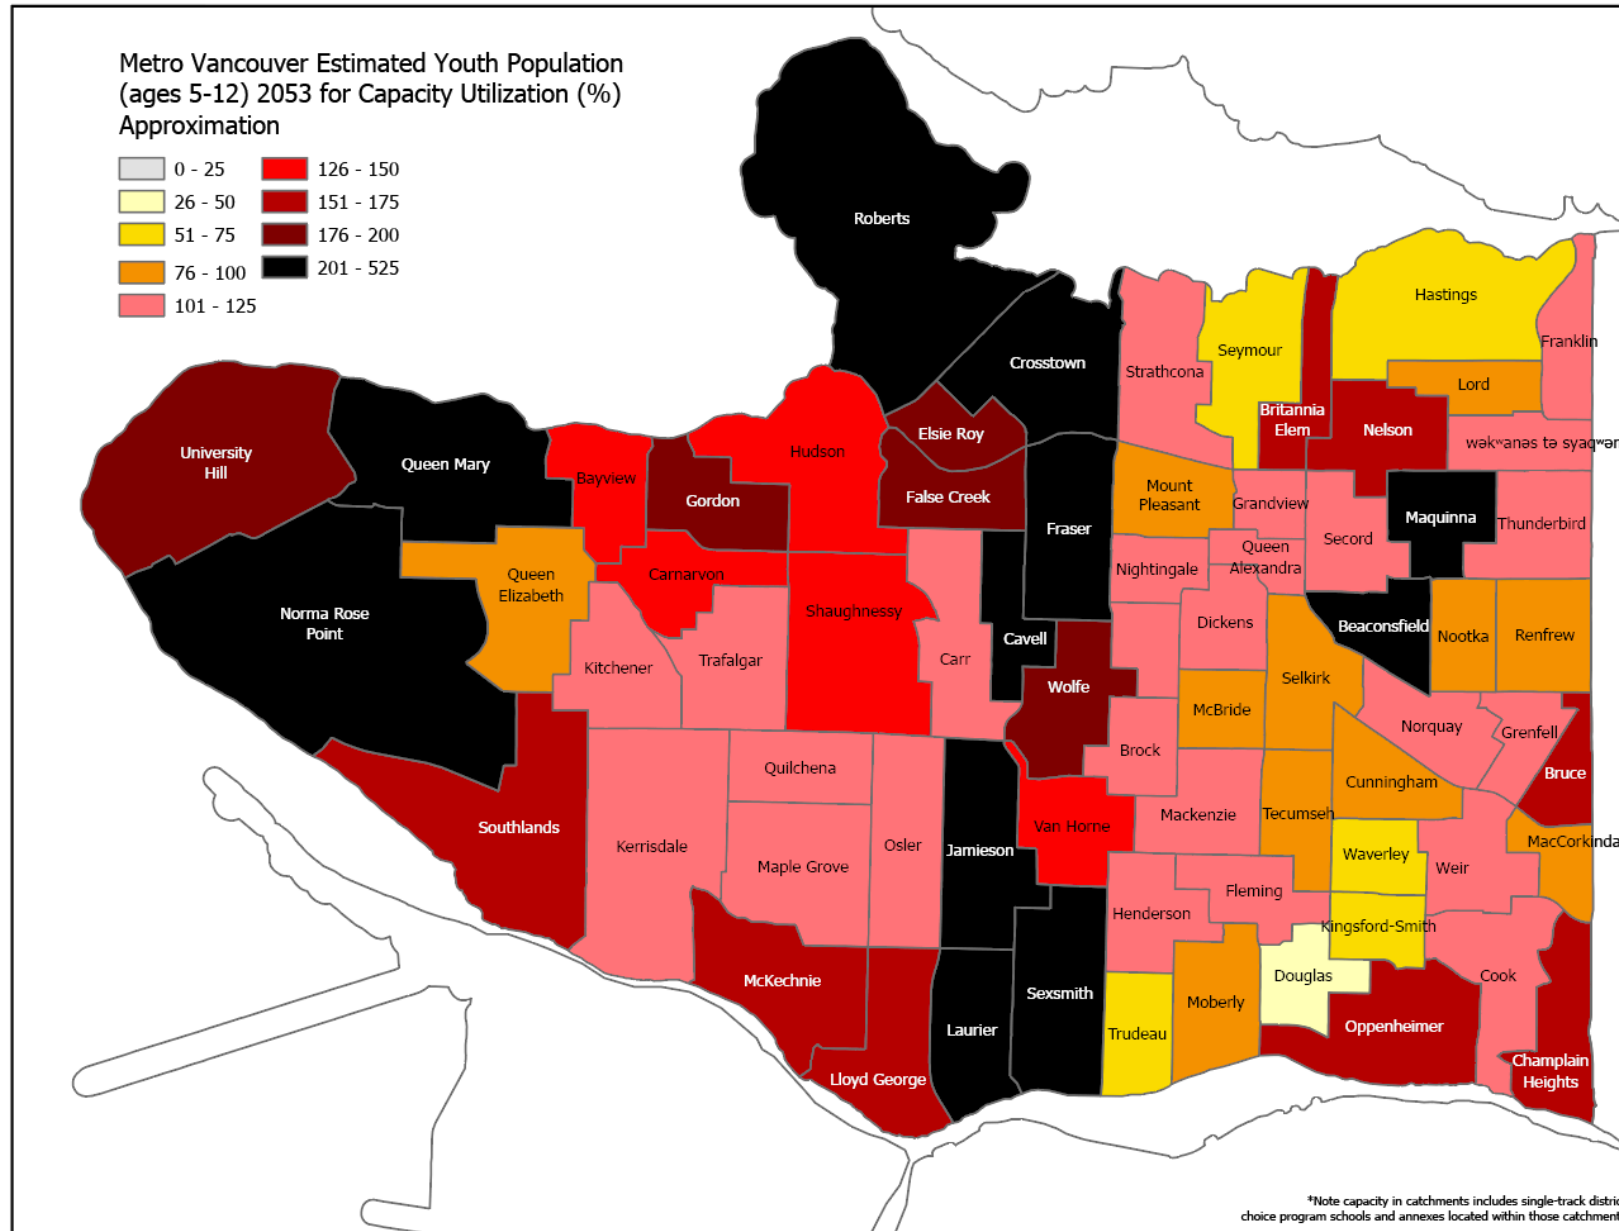 Metro Vancouver Estimated Youth Population
(ages 5-12) 2053 for Capacity Utilization (%)
Approximation
0 - 25
26 - 50
51 - 75
76 - 100
101 - 125
126 - 150
151 - 175
176 - 200
201 - 525
Roberts
Hastings
Franklin
Crosstown
Seymour
Strathcona
Lord
Britannia
Elem
Nelson
Elsie Roy
wək̓ʷanəs tə syaqʷən
Hudson
University
Hill
Queen Mary
Bayview
Gordon
False Creek
Mount
Pleasant
Grandview
Maquinna
Thunderbird
Fraser
Secord
Queen
Alexandra
Nightingale
Carnarvon
Queen
Elizabeth
Shaughnessy
Norma Rose
Point
Dickens
Beaconsfield
Nootka
Renfrew
Cavell
Kitchener
Trafalgar
Carr
Selkirk
Wolfe
McBride
Norquay
Grenfell
Brock
Quilchena
Bruce
Cunningham
Southlands
Kerrisdale
Maple Grove
Osler
Jamieson
Van Horne
Mackenzie
Tecumseh
Waverley
Weir
MacCorkinda
Fleming
Henderson
Kingsford-Smith
McKechnie
Sexsmith
Douglas
Cook
Moberly
Laurier
Trudeau
Oppenheimer
Lloyd George
Champlain
Heights
*Note capacity in catchments includes single-track distric
choice program schools and annexes located within those catchment